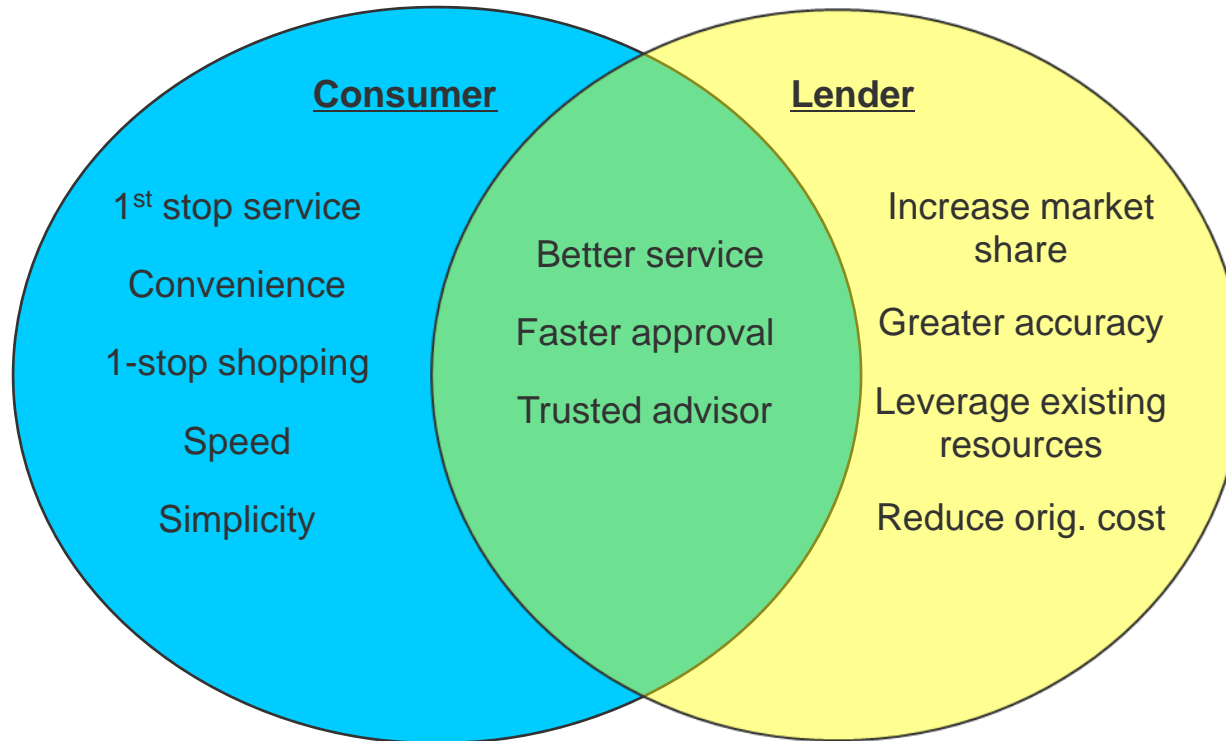 Consumer
1st stop service
Convenience
1-stop shopping
Speed
Simplicity
Better service
Faster approval
Trusted advisor
Lender
Increase market
share
Greater accuracy
Leverage existing
resources
Reduce orig. cost